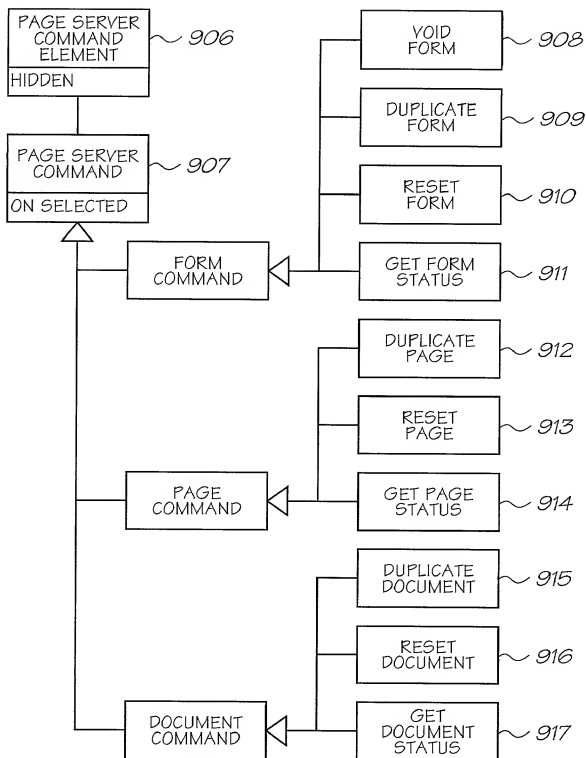 PAGE SERVER
COMMAND
ELEMENT
HIDDEN
906
PAGE SERVER
COMMAND
ON SELECTED
907
FORM
COMMAND
VOID
FORM
908
DUPLICATE
FORM
909
RESET
FORM
910
GET FORM
STATUS
911
PAGE
COMMAND
DUPLICATE
PAGE
912
RESET
PAGE
913
GET PAGE
STATUS
914
DOCUMENT
COMMAND
DUPLICATE
DOCUMENT
915
RESET
DOCUMENT
916
GET
DOCUMENT
STATUS
917